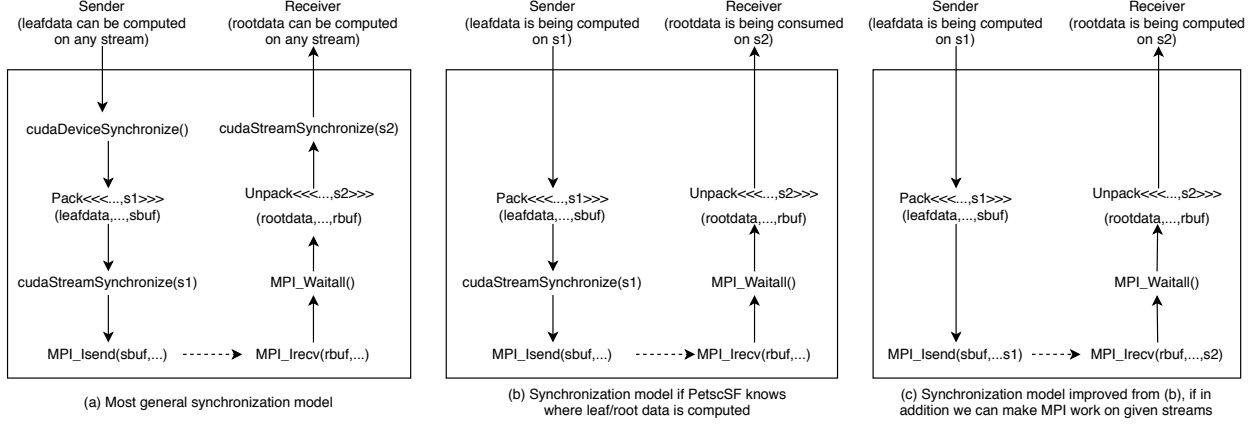 Sender
(leafdata can be computed
on any stream)
Receiver
(rootdata can be computed
on any stream)
cudaDeviceSynchronize()
cudaStreamSynchronize(s2)
Pack<<<...,s1>>>
(leafdata,...,sbuf)
Unpack<<<...,s2>>>
(rootdata,...,rbuf)
cudaStreamSynchronize(s1)
MPI_Waitall()
MPI_Isend(sbuf,...)
MPI_Irecv(rbuf,...)
(a) Most general synchronization model
Sender
(leafdata is being computed
on s1)
Receiver
(rootdata is being consumed
on s2)
Pack<<<...,s1>>>
(leafdata,...,sbuf)
Unpack<<<...,s2>>>
(rootdata,...,rbuf)
cudaStreamSynchronize(s1)
MPI_Waitall()
MPI_Isend(sbuf,...)
MPI_Irecv(rbuf,...)
(b) Synchronization model if PetscSF knows
where leaf/root data is computed
Sender
(leafdata is being computed
on s1)
Receiver
(rootdata is being computed
on s2)
Pack<<<...,s1>>>
(leafdata,...,sbuf)
Unpack<<<...,s2>>>
(rootdata,...,rbuf)
MPI_Waitall()
MPI_Isend(sbuf,...s1)
MPI_Irecv(rbuf,...,s2)
(c) Synchronization model improved from (b), if in
addition we can make MPI work on given streams